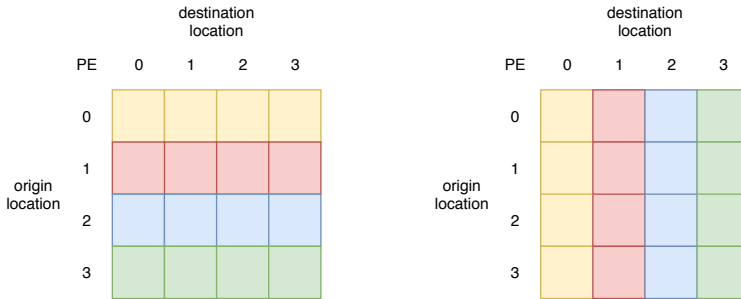 destination
location
PE 0 1 2 3
0
1
origin
location
2
3
destination
location
PE 0 1 2 3
0
1
origin
location
2
3